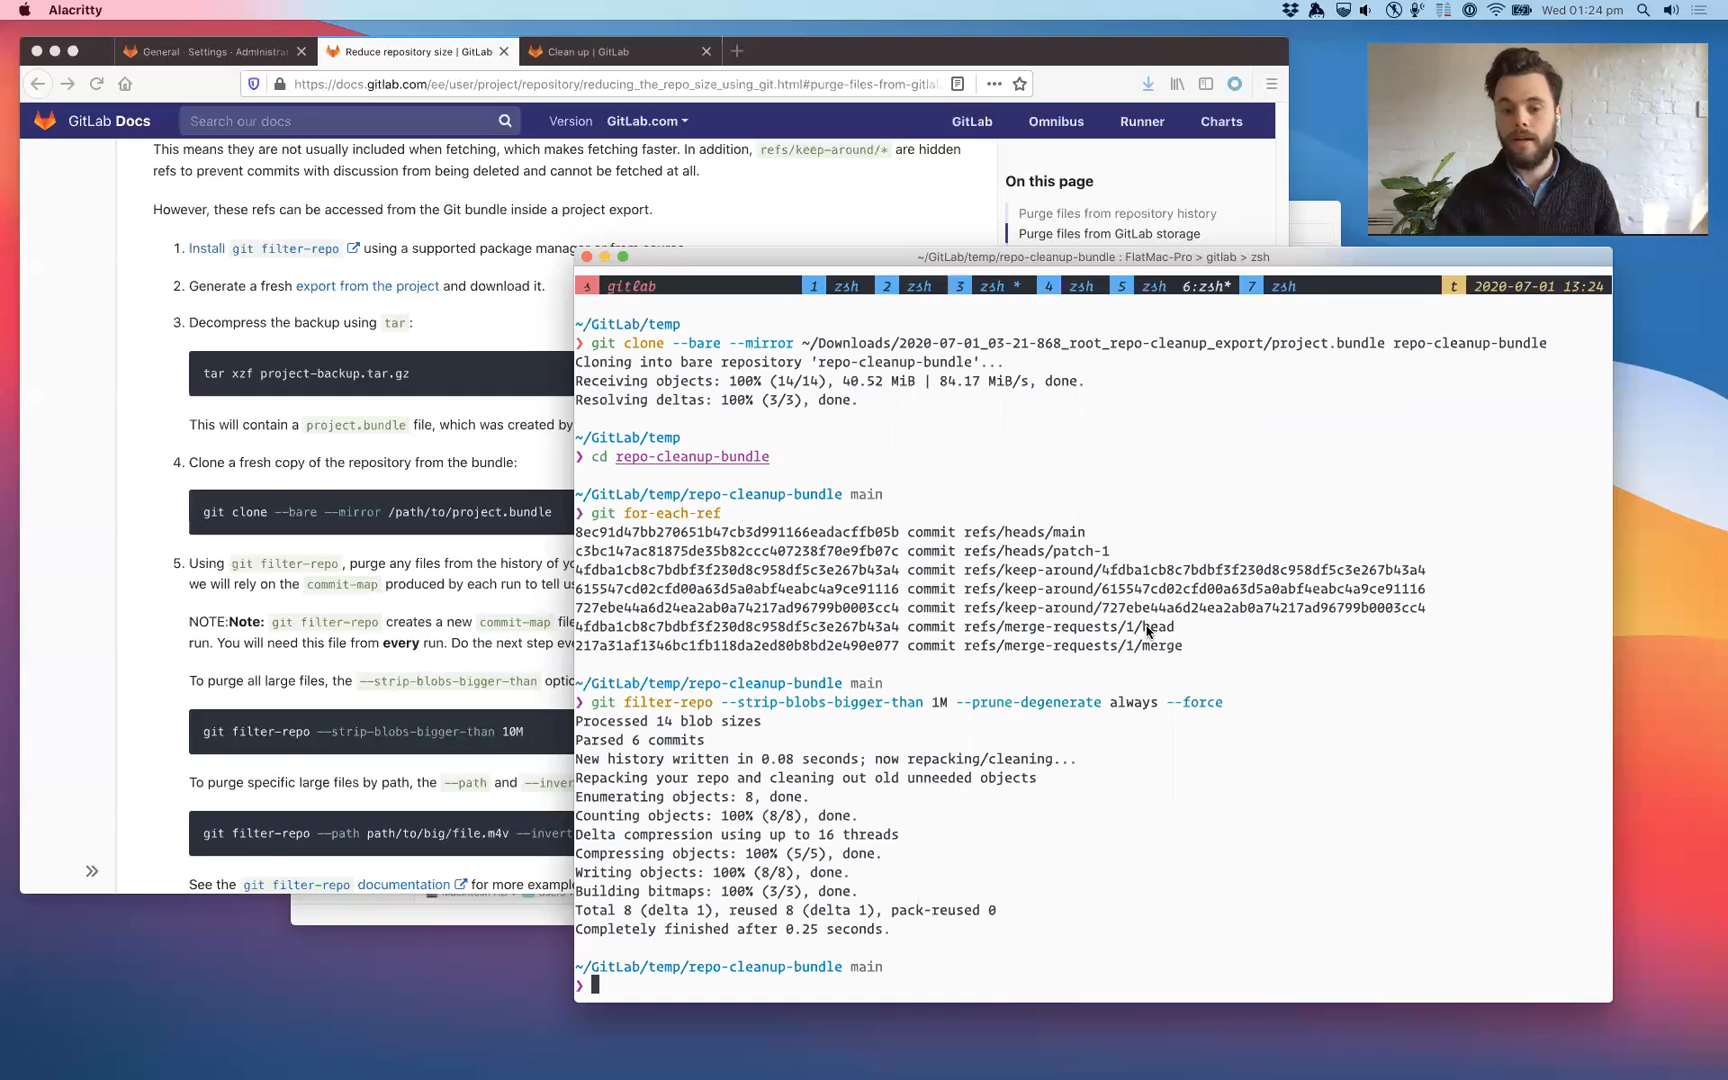 Alacritty
Wed 01:24 pm
General · Settings · Administrat
Reduce repository size | GitLab
Clean up | GitLab
https://docs.gitlab.com/ee/user/project/repository/reducing_the_repo_size_using_git.html#purge-files-from-gitlal
GitLab Docs
Search our docs
Version GitLab.com
GitLab
Omnibus
Runner
Charts
This means they are not usually included when fetching, which makes fetching faster. In addition, refs/keep-around/* are hidden
refs to prevent commits with discussion from being deleted and cannot be fetched at all.
However, these refs can be accessed from the Git bundle inside a project export.
1. Install git filter-repo using a supported package manager or from source.
2. Generate a fresh export from the project and download it.
3. Decompress the backup using tar:
tar xzf project-backup.tar.gz
This will contain a project.bundle file, which was created by
4. Clone a fresh copy of the repository from the bundle:
git clone --bare --mirror /path/to/project.bundle
5. Using git filter-repo, purge any files from the history of yo
we will rely on the commit-map produced by each run to tell us
NOTE:Note: git filter-repo creates a new commit-map file
run. You will need this file from every run. Do the next step eve
To purge all large files, the --strip-blobs-bigger-than optio
git filter-repo --strip-blobs-bigger-than 10M
To purge specific large files by path, the --path and --inver
git filter-repo --path path/to/big/file.m4v --invert
See the git filter-repo documentation for more example
On this page
Purge files from repository history
Purge files from GitLab storage
~/GitLab/temp/repo-cleanup-bundle : FlatMac-Pro > gitlab > zsh
s gitlab 1 zsh 2 zsh 3 zsh * 4 zsh 5 zsh 6:zsh* 7 zsh t 2020-07-01 13:24
~/GitLab/temp
❯ git clone --bare --mirror ~/Downloads/2020-07-01_03-21-868_root_repo-cleanup_export/project.bundle repo-cleanup-bundle
Cloning into bare repository 'repo-cleanup-bundle'...
Receiving objects: 100% (14/14), 40.52 MiB | 84.17 MiB/s, done.
Resolving deltas: 100% (3/3), done.
~/GitLab/temp
❯ cd repo-cleanup-bundle
~/GitLab/temp/repo-cleanup-bundle main
❯ git for-each-ref
8ec91d47bb270651b47cb3d991166eadacffb05b commit refs/heads/main
c3bc147ac81875de35b82ccc407238f70e9fb07c commit refs/heads/patch-1
4fdba1cb8c7bdbf3f230d8c958df5c3e267b43a4 commit refs/keep-around/4fdba1cb8c7bdbf3f230d8c958df5c3e267b43a4
615547cd02cfd00a63d5a0abf4eabc4a9ce91116 commit refs/keep-around/615547cd02cfd00a63d5a0abf4eabc4a9ce91116
727ebe44a6d24ea2ab0a74217ad96799b0003cc4 commit refs/keep-around/727ebe44a6d24ea2ab0a74217ad96799b0003cc4
4fdba1cb8c7bdbf3f230d8c958df5c3e267b43a4 commit refs/merge-requests/1/head
217a31af1346bc1fb118da2ed80b8bd2e490e077 commit refs/merge-requests/1/merge
~/GitLab/temp/repo-cleanup-bundle main
❯ git filter-repo --strip-blobs-bigger-than 1M --prune-degenerate always --force
Processed 14 blob sizes
Parsed 6 commits
New history written in 0.08 seconds; now repacking/cleaning...
Repacking your repo and cleaning out old unneeded objects
Enumerating objects: 8, done.
Counting objects: 100% (8/8), done.
Delta compression using up to 16 threads
Compressing objects: 100% (5/5), done.
Writing objects: 100% (8/8), done.
Building bitmaps: 100% (3/3), done.
Total 8 (delta 1), reused 8 (delta 1), pack-reused 0
Completely finished after 0.25 seconds.
~/GitLab/temp/repo-cleanup-bundle main
❯